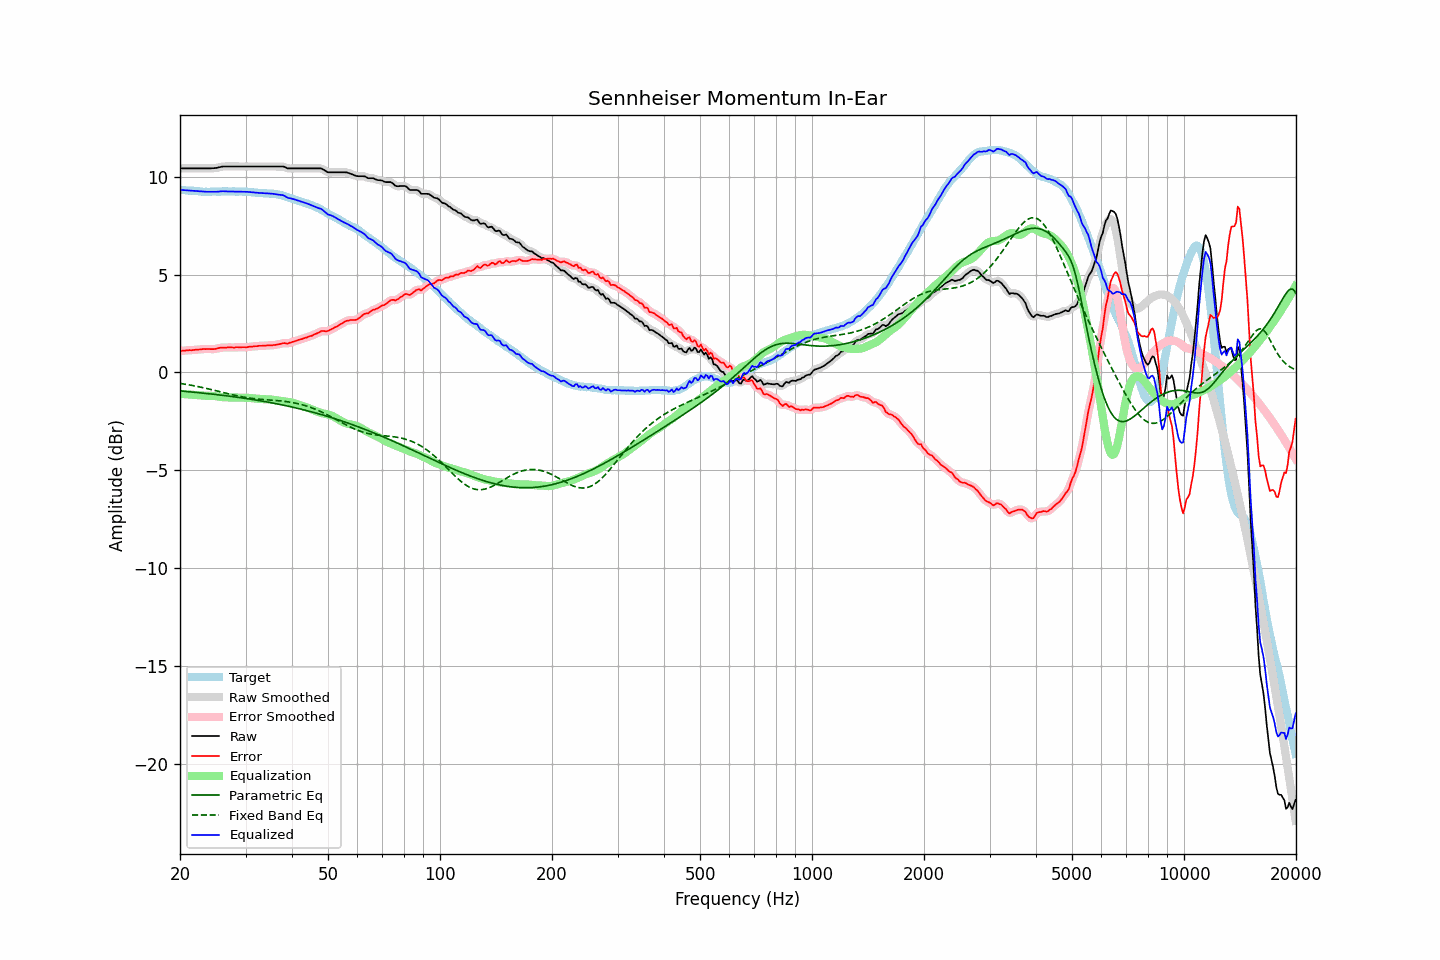 Sennheiser Momentum In-Ear
Amplitude (dBr)
10
5
0
−5
−10
−15
−20
Target
Raw Smoothed
Error Smoothed
Raw
Error
Equalization
Parametric Eq
Fixed Band Eq
Equalized
20 50 100 200 500 1000 2000 5000 10000 20000
Frequency (Hz)